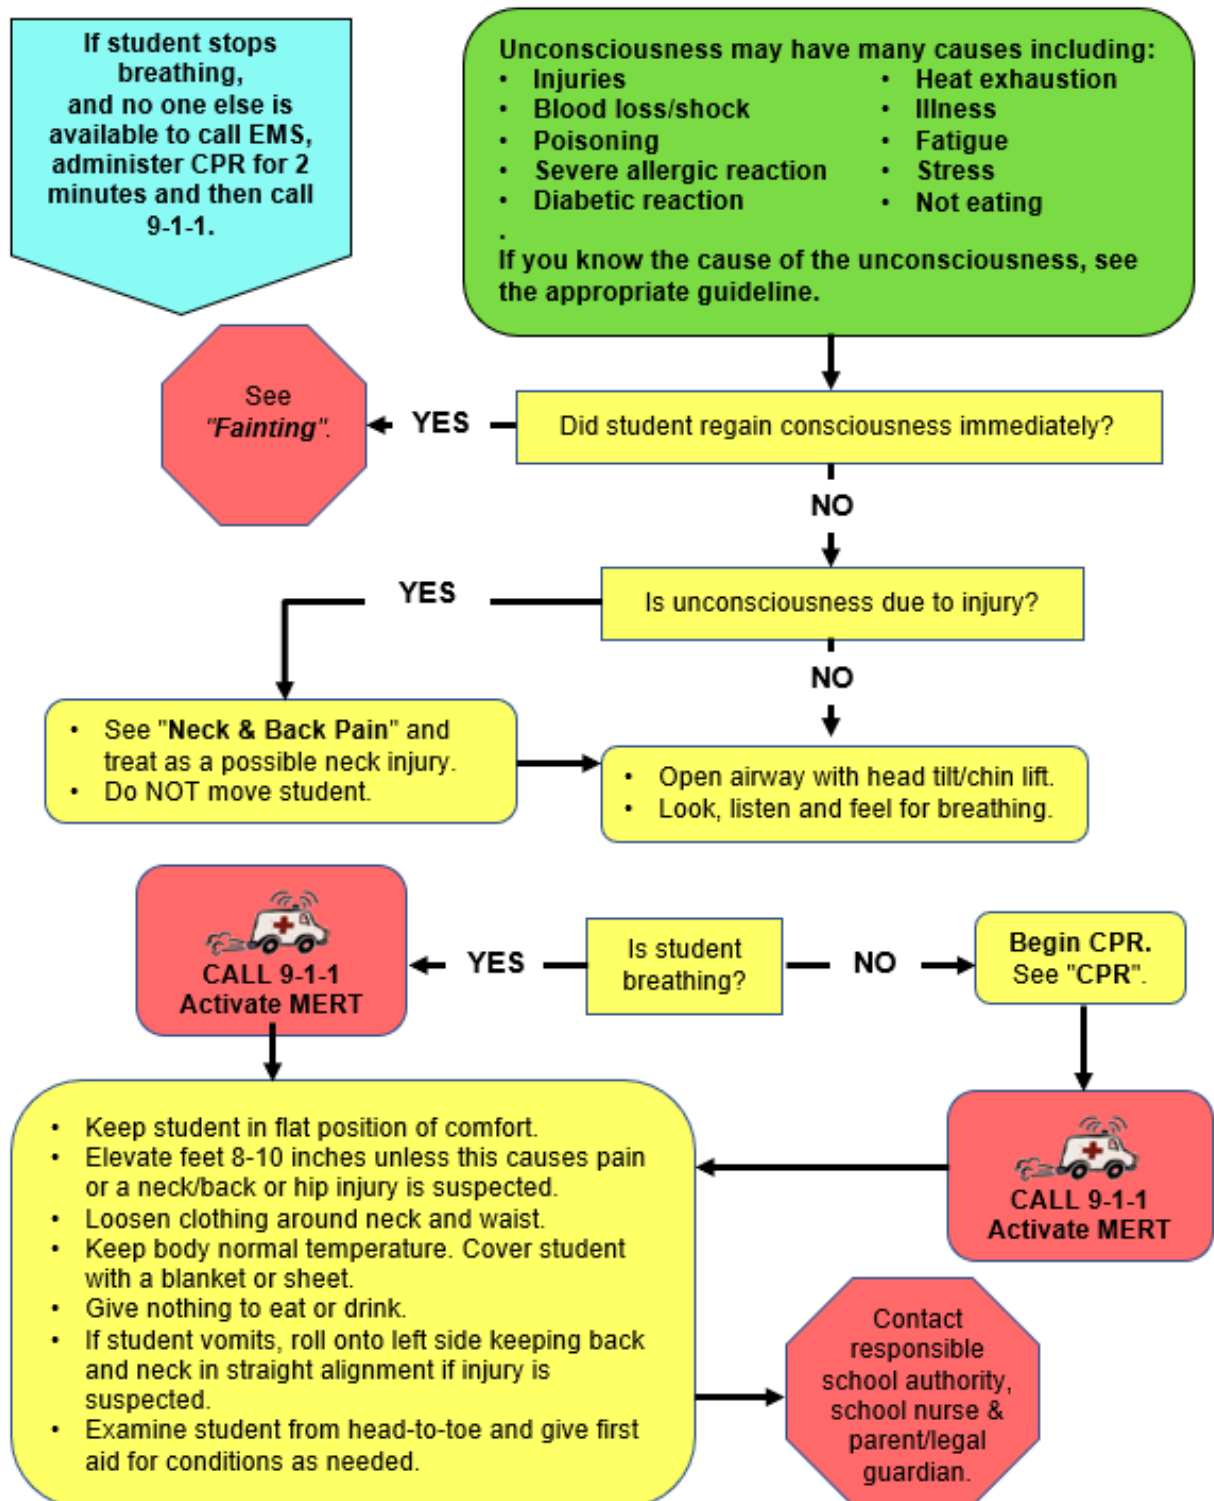 If student stops
breathing,
and no one else is
available to call EMS,
administer CPR for 2
minutes and then call
9-1-1.
Unconsciousness may have many causes including:
• Injuries
• Blood loss/shock
• Poisoning
• Severe allergic reaction
• Diabetic reaction
• Heat exhaustion
• Illness
• Fatigue
• Stress
• Not eating
.
If you know the cause of the unconsciousness, see
the appropriate guideline.
See
"Fainting".
YES
Did student regain consciousness immediately?
NO
YES
Is unconsciousness due to injury?
NO
• See "Neck & Back Pain" and
treat as a possible neck injury.
• Do NOT move student.
• Open airway with head tilt/chin lift.
• Look, listen and feel for breathing.
CALL 9-1-1
Activate MERT
YES
Is student
breathing?
NO
Begin CPR.
See "CPR".
• Keep student in flat position of comfort.
• Elevate feet 8-10 inches unless this causes pain
or a neck/back or hip injury is suspected.
• Loosen clothing around neck and waist.
• Keep body normal temperature. Cover student
with a blanket or sheet.
• Give nothing to eat or drink.
• If student vomits, roll onto left side keeping back
and neck in straight alignment if injury is
suspected.
• Examine student from head-to-toe and give first
aid for conditions as needed.
CALL 9-1-1
Activate MERT
Contact
responsible
school authority,
school nurse &
parent/legal
guardian.